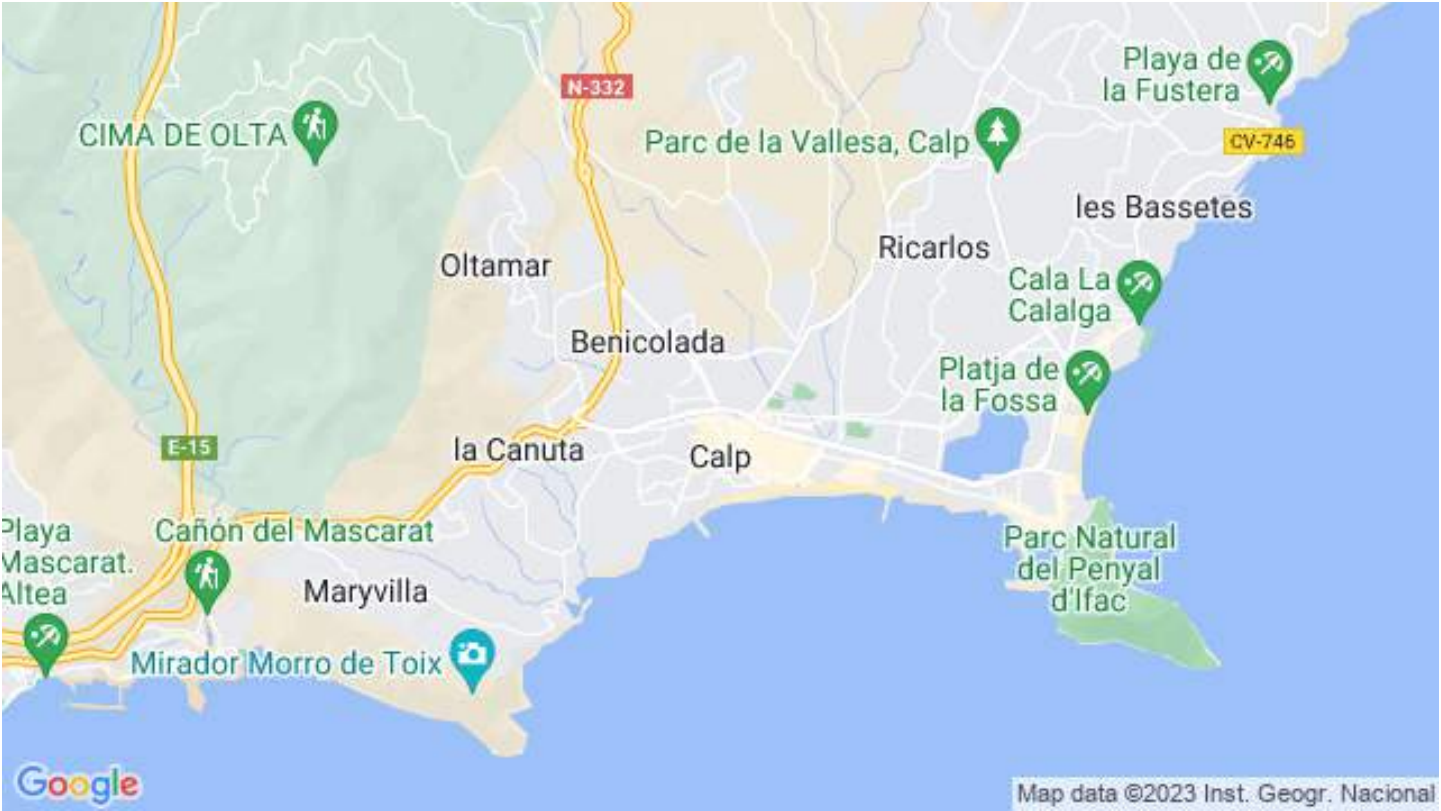 Playa de
la Fustera
N-332
CIMA DE OLTA
Parc de la Vallesa, Calp
CV-746
les Bassetes
Ricarlos
Oltamar
Cala La
Calalga
Benicolada
Platja de
la Fossa
E-15
la Canuta
Calp
Playa
Mascarat.
Altea
Cañón del Mascarat
Parc Natural
del Penyal
d'Ifac
Maryvilla
Mirador Morro de Toix
Google
Map data ©2023 Inst. Geogr. Nacional